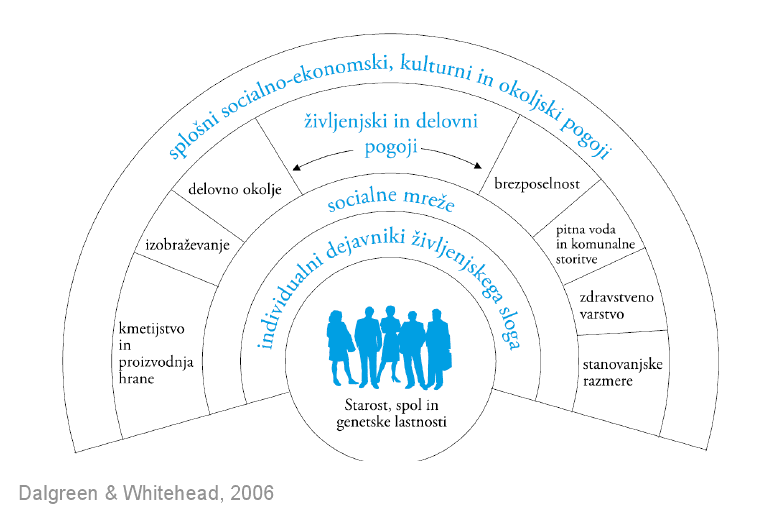 splošni socialno-ekonomski, kulturni in okoljski pogoji
življenjski in delovni
pogoji
delovno okolje
brezposelnost
socialne mreže
izobraževanje
pitna voda
in komunalne
storitve
individualni dejavniki življenjskega sloga
zdravstveno
varstvo
kmetijstvo
in
proizvodnja
hrane
stanovanjske
razmere
Starost, spol in
genetske lastnosti
Dalgreen & Whitehead, 2006